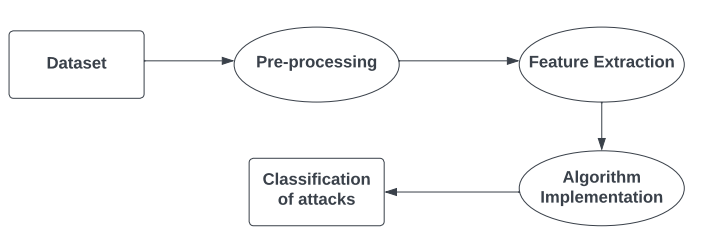 Dataset
Pre-processing
Feature Extraction
Algorithm
Implementation
Classification
of attacks